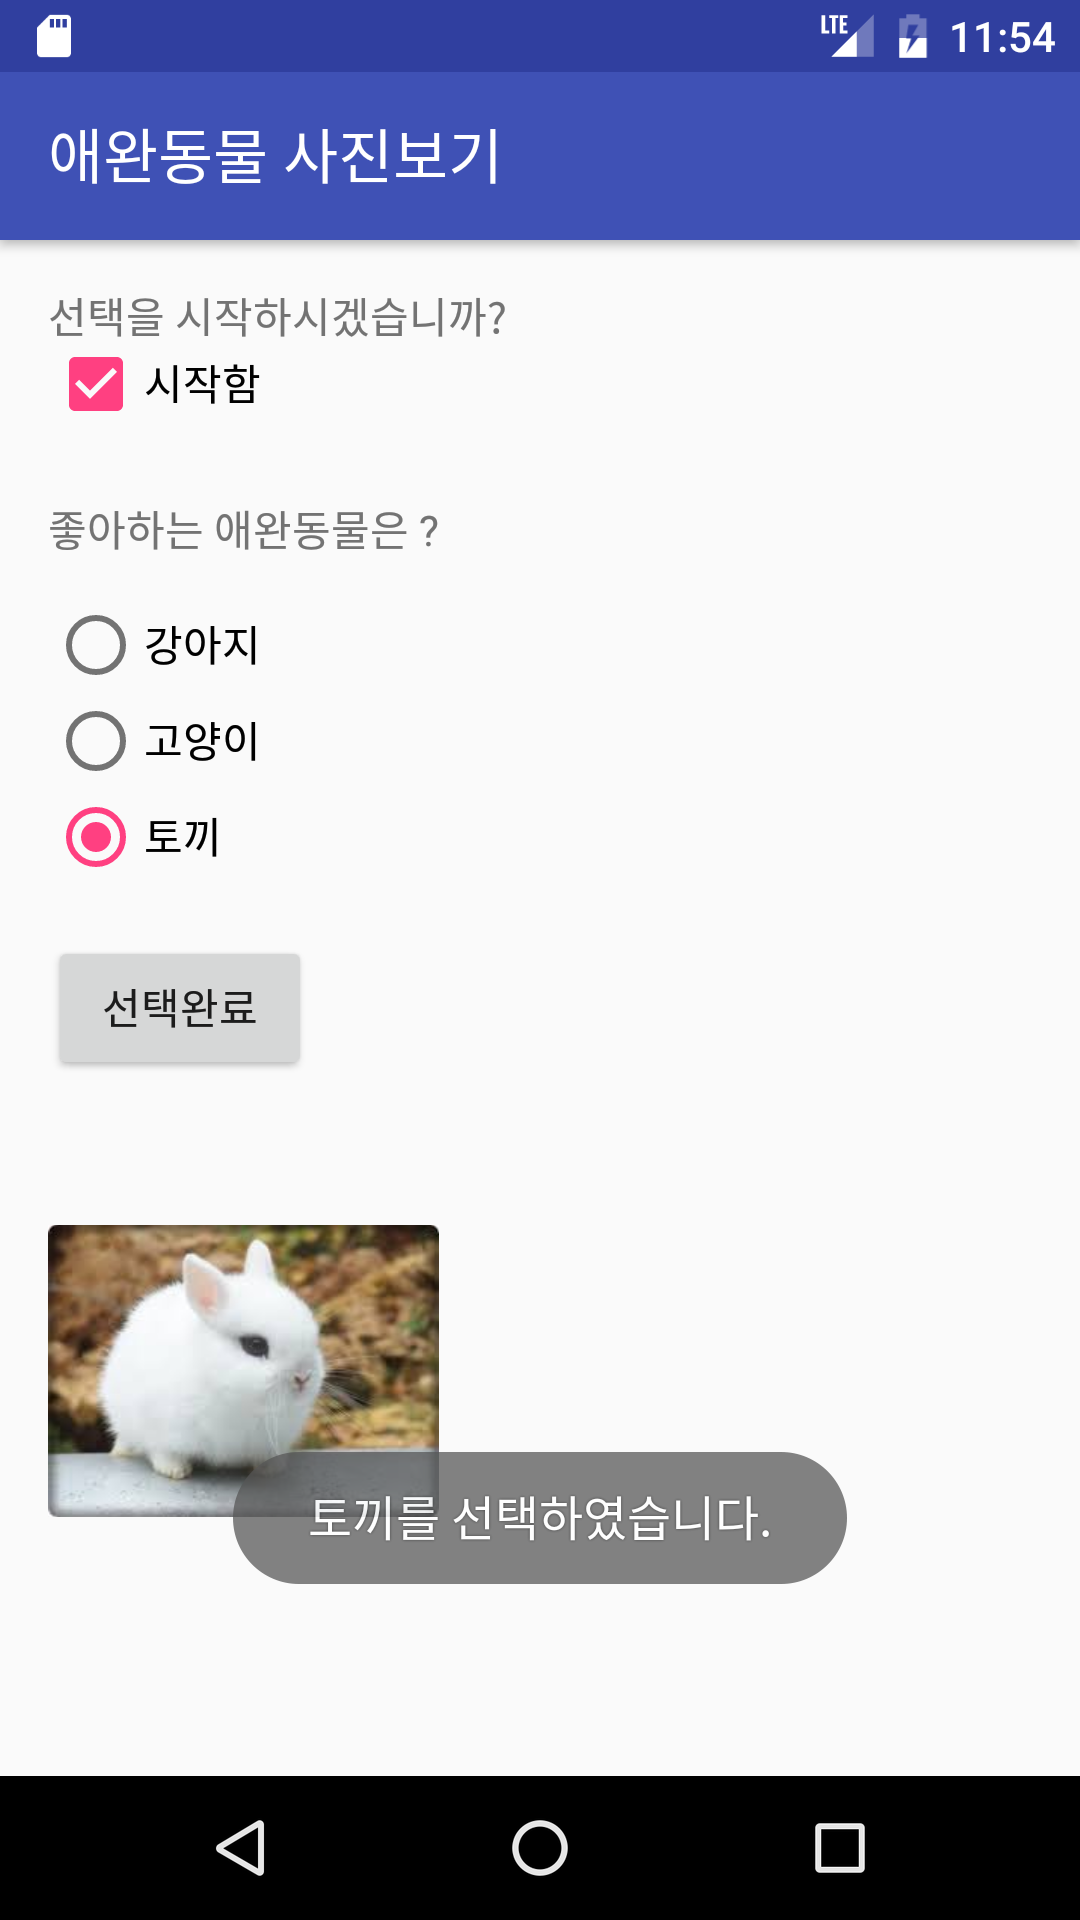 LTE 11:54
애완동물 사진보기
선택을 시작하시겠습니까?
시작함
좋아하는 애완동물은 ?
강아지
고양이
토끼
선택완료
토끼를 선택하였습니다.